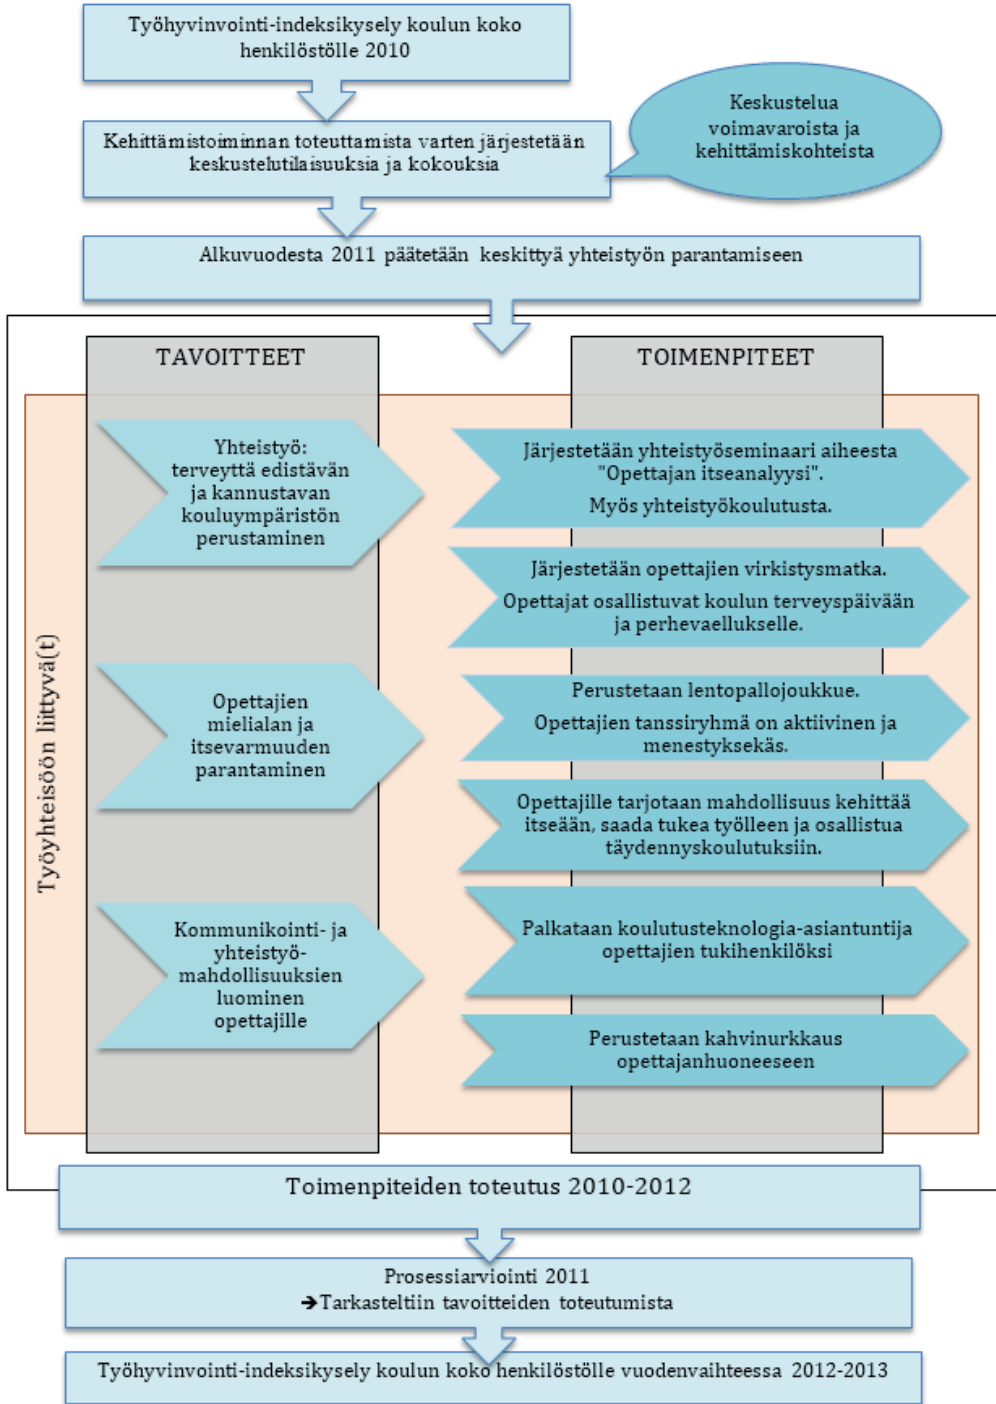 Työhyvinvointi-indeksikysely koulun koko
henkilöstölle 2010
Keskustelua
voimavaroista ja
kehittämiskohteista
Kehittämistoiminnan toteuttamista varten järjestetään
keskustelutilaisuuksia ja kokouksia
Alkuvuodesta 2011 päätetään keskittyä yhteistyön parantamiseen
Työyhteisöön liittyvä(t)
TAVOITTEET
Yhteistyö:
terveyttä edistävän
ja kannustavan
kouluympäristön
perustaminen
Opettajien
mielialan ja
itsevarmuuden
parantaminen
Kommunikointi- ja
yhteistyö-
mahdollisuuksien
luominen
opettajille
TOIMENPITEET
Järjestetään yhteistyöseminaari aiheesta
"Opettajan itseanalyysi".
Myös yhteistyökoulutusta.
Järjestetään opettajien virkistysmatka.
Opettajat osallistuvat koulun terveyspäivään
ja perhevaellukselle.
Perustetaan lentopallojoukkue.
Opettajien tanssiryhmä on aktiivinen ja
menestyksekäs.
Opettajille tarjotaan mahdollisuus kehittää
itseään, saada tukea työlleen ja osallistua
täydennyskoulutuksiin.
Palkataan koulutusteknologia-asiantuntija
opettajien tukihenkilöksi
Perustetaan kahvinurkkaus
opettajanhuoneeseen
Toimenpiteiden toteutus 2010-2012
Prosessiarviointi 2011
➔Tarkasteltiin tavoitteiden toteutumista
Työhyvinvointi-indeksikysely koulun koko henkilöstölle vuodenvaihteessa 2012-2013